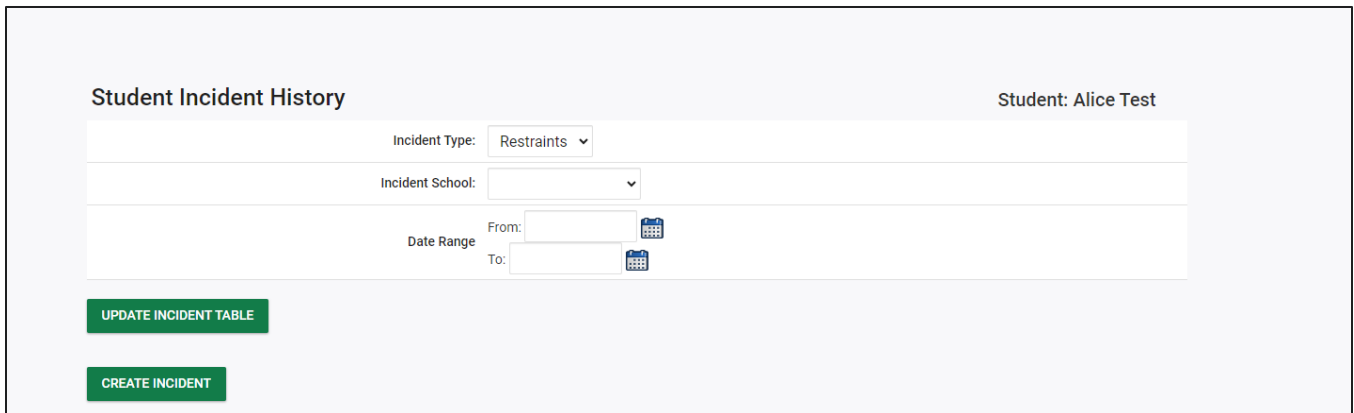 Student Incident History
Student: Alice Test
Incident Type: Restraints
Incident School:
Date Range
From:
To:
UPDATE INCIDENT TABLE
CREATE INCIDENT